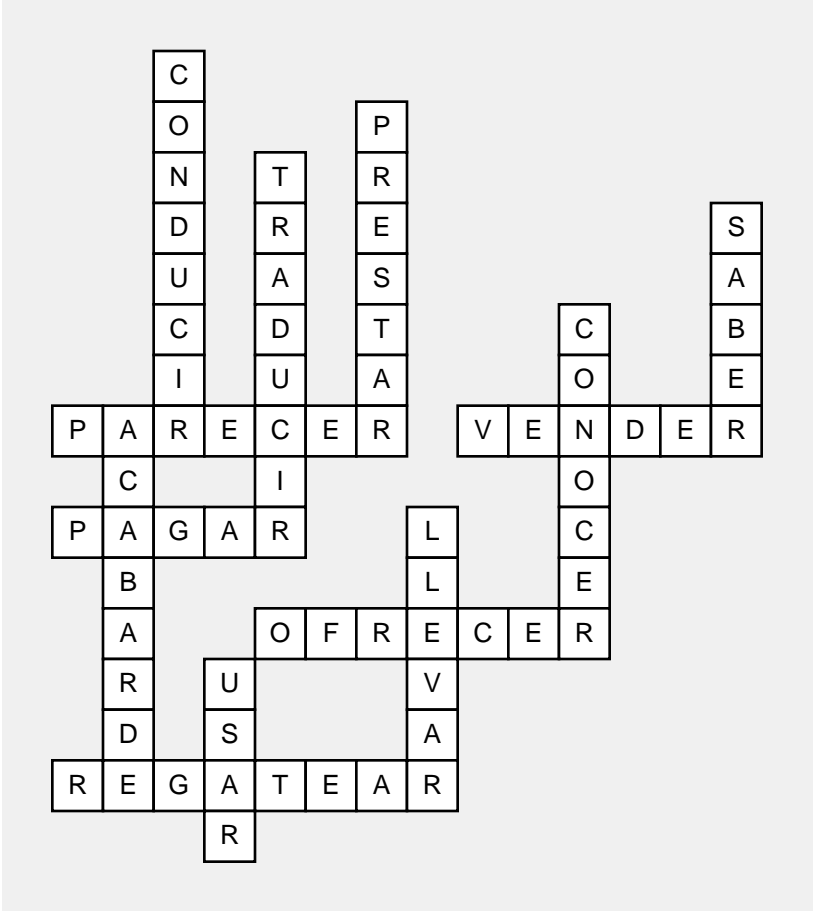 CONDUCIR
PRESTAR
TRADUCIR
SABER
CONOCER
PARECER
VENDER
ACABARDE
PAGAR
LLEVAR
OFRECER
USAR
REGATEAR